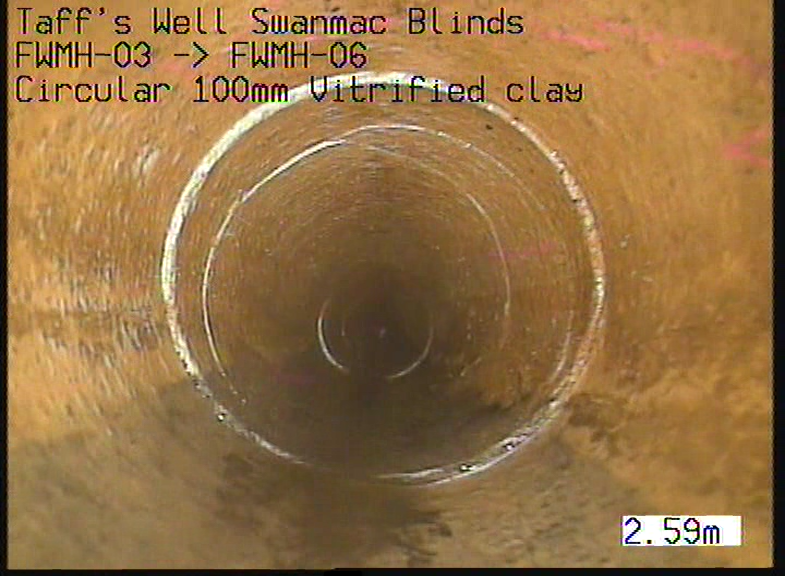 Taff's Well Swanmac Blinds
FWMH-03 -> FWMH-06
Circular 100mm Vitrified clay
2.59m